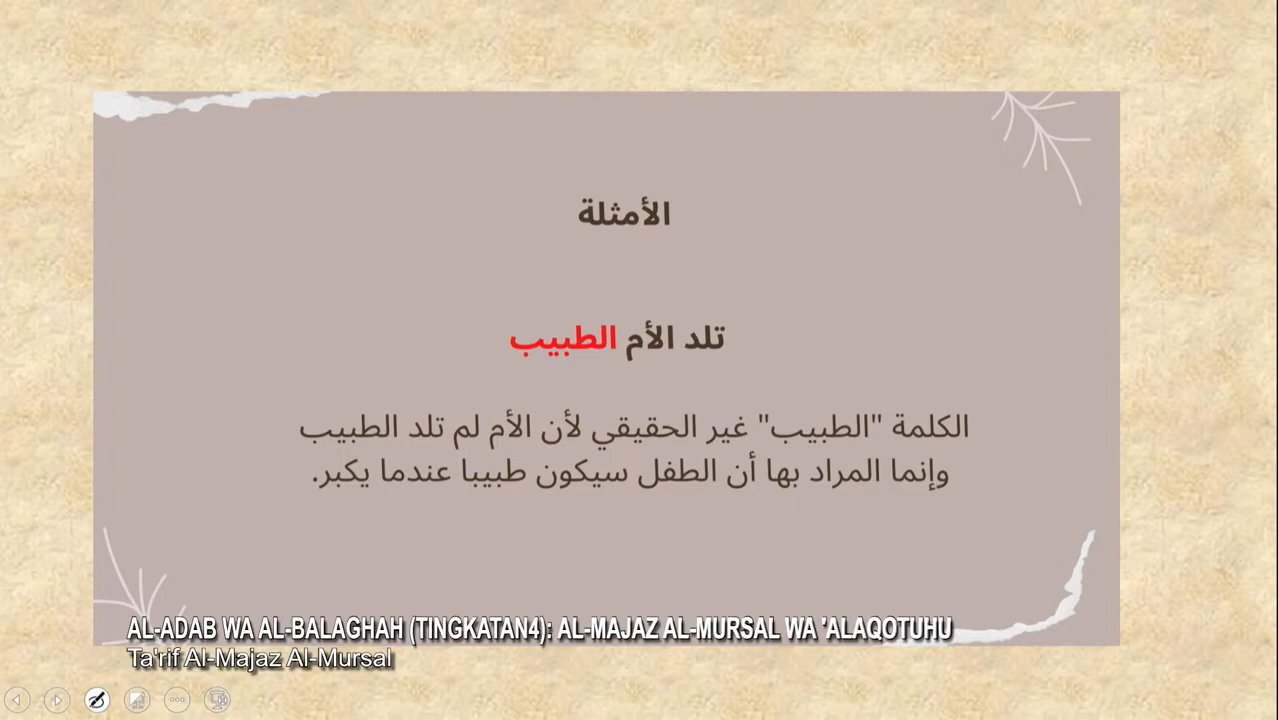 الأمثلة
تلد الأم الطبيب
الكلمة "الطبيب" غير الحقيقي لأن الأم لم تلد الطبيب
وإنما المراد بها أن الطفل سيكون طبيبا عندما يكبر.
AL-ADAB WA AL-BALAGHAH (TINGKATAN4): AL-MAJAZ AL-MURSAL WA 'ALAQOTUHU
Ta'rif Al-Majaz Al-Mursal